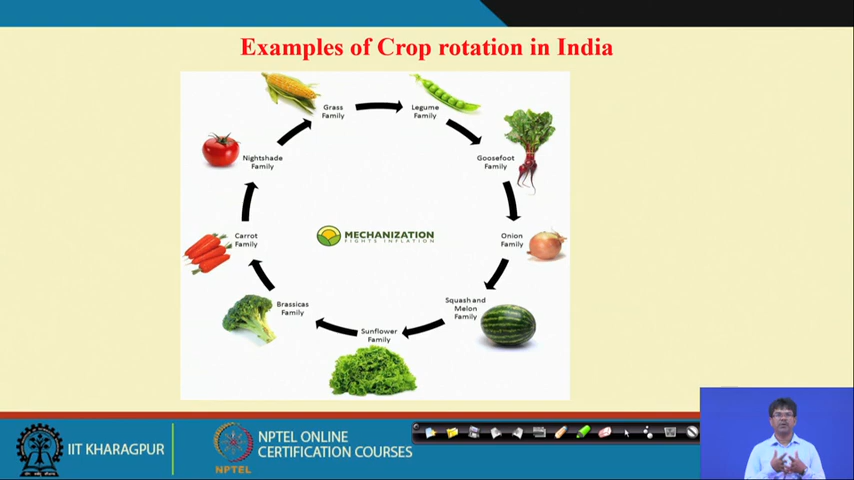 Examples of Crop rotation in India
Grass
Family
Legume
Family
Goosefoot
Family
Onion
Family
Squash and
Melon
Family
Sunflower
Family
Brassicas
Family
Carrot
Family
Nightshade
Family
MECHANIZATION
FIGHTS INFLATION
IIT KHARAGPUR
NPTEL
NPTEL ONLINE
CERTIFICATION COURSES